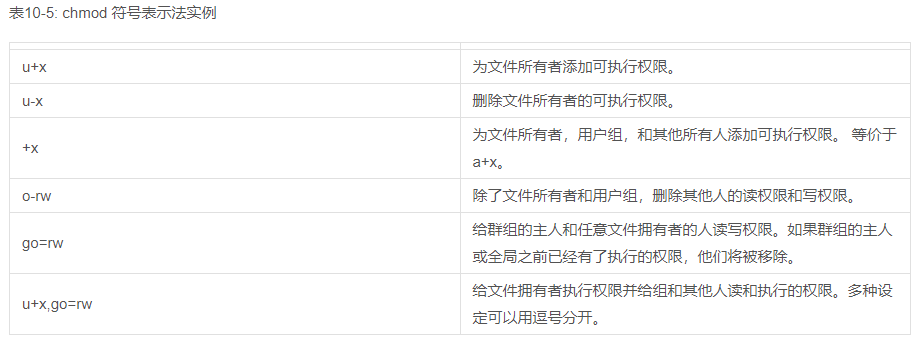 表10-5: chmod 符号表示法实例
u+x
为文件所有者添加可执行权限。
u-x
删除文件所有者的可执行权限。
+x
为文件所有者，用户组，和其他所有人添加可执行权限。 等价于
a+x。
o-rw
除了文件所有者和用户组，删除其他人的读权限和写权限。
go=rw
给群组的主人和任意文件拥有者的人读写权限。如果群组的主人
或全局之前已经有了执行的权限，他们将被移除。
u+x,go=rw
给文件拥有者执行权限并给组和其他人读和执行的权限。多种设
定可以用逗号分开。